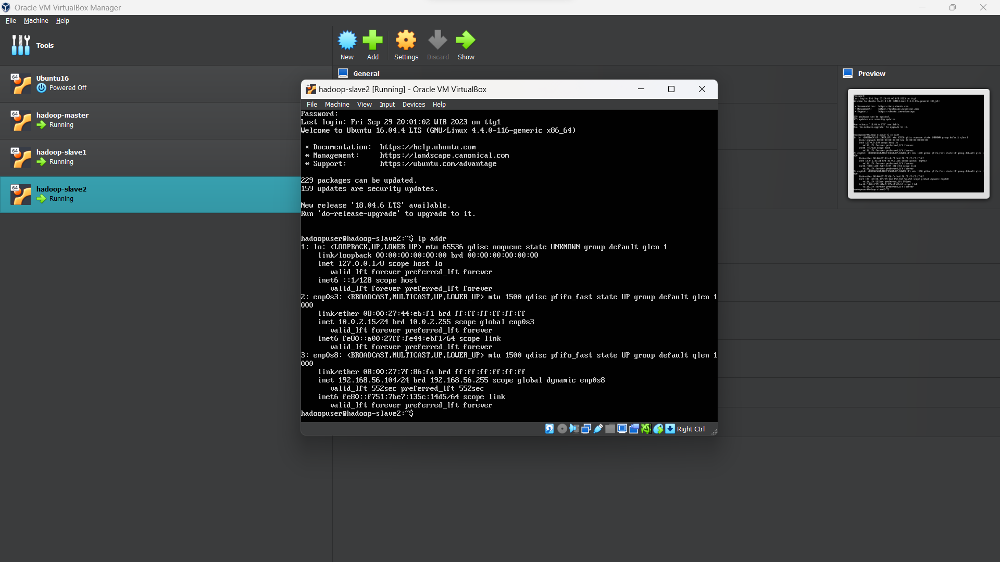 Oracle VM VirtualBox Manager
File Machine Help
Tools
New Add Settings Discard Show
64 Ubuntu16
Powered Off
64 hadoop-master
Running
64 hadoop-slave1
Running
64 hadoop-slave2
Running
General
Preview
hadoop-slave2 [Running] - Oracle VM VirtualBox
File Machine View Input Devices Help
Password:
Last login: Fri Sep 29 20:01:02 WIB 2023 on tty1
Welcome to Ubuntu 16.04.4 LTS (GNU/Linux 4.4.0-116-generic x86_64)
* Documentation:  https://help.ubuntu.com
* Management:     https://landscape.canonical.com
* Support:        https://ubuntu.com/advantage
229 packages can be updated.
159 updates are security updates.
New release '18.04.6 LTS' available.
Run 'do-release-upgrade' to upgrade to it.
hadoopuser@hadoop-slave2:~$ ip addr
1: lo: <LOOPBACK,UP,LOWER_UP> mtu 65536 qdisc noqueue state UNKNOWN group default qlen 1
link/loopback 00:00:00:00:00:00 brd 00:00:00:00:00:00
inet 127.0.0.1/8 scope host lo
valid_lft forever preferred_lft forever
inet6 ::1/128 scope host
valid_lft forever preferred_lft forever
2: enp0s3: <BROADCAST,MULTICAST,UP,LOWER_UP> mtu 1500 qdisc pfifo_fast state UP group default qlen 1
000
link/ether 08:00:27:44:eb:f1 brd ff:ff:ff:ff:ff:ff
inet 10.0.2.15/24 brd 10.0.2.255 scope global enp0s3
valid_lft forever preferred_lft forever
inet6 fe80::a00:27ff:fe44:ebf1/64 scope link
valid_lft forever preferred_lft forever
3: enp0s8: <BROADCAST,MULTICAST,UP,LOWER_UP> mtu 1500 qdisc pfifo_fast state UP group default qlen 1
000
link/ether 08:00:27:7f:86:fa brd ff:ff:ff:ff:ff:ff
inet 192.168.56.104/24 brd 192.168.56.255 scope global dynamic enp0s8
valid_lft 552sec preferred_lft 552sec
inet6 fe80::f751:7be7:135c:14d5/64 scope link
valid_lft forever preferred_lft forever
hadoopuser@hadoop-slave2:~$
Right Ctrl